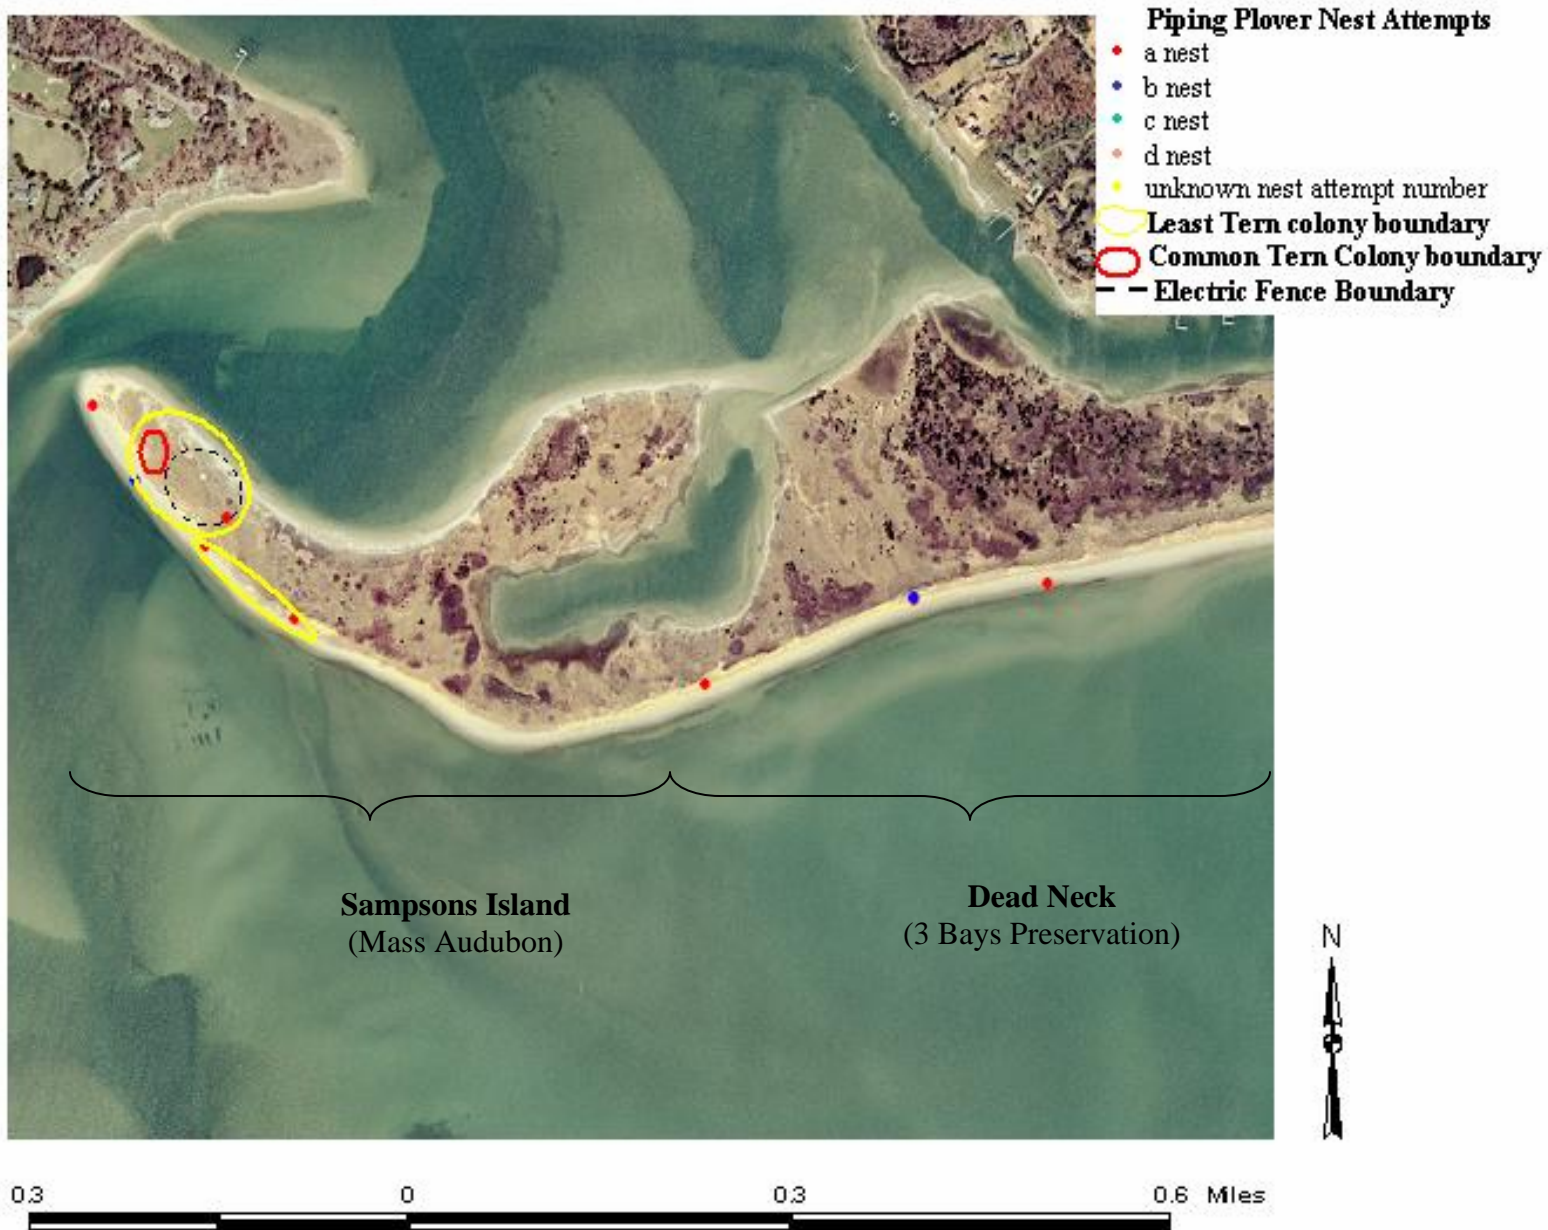 Piping Plover Nest Attempts
a nest
b nest
c nest
d nest
unknown nest attempt number
Least Tern colony boundary
Common Tern Colony boundary
Electric Fence Boundary
Sampsons Island
(Mass Audubon)
Dead Neck
(3 Bays Preservation)
N
0.3 0 0.3 0.6 Miles